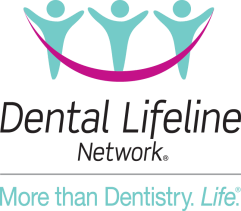 Dental Lifeline
Network®
More than Dentistry. Life.®